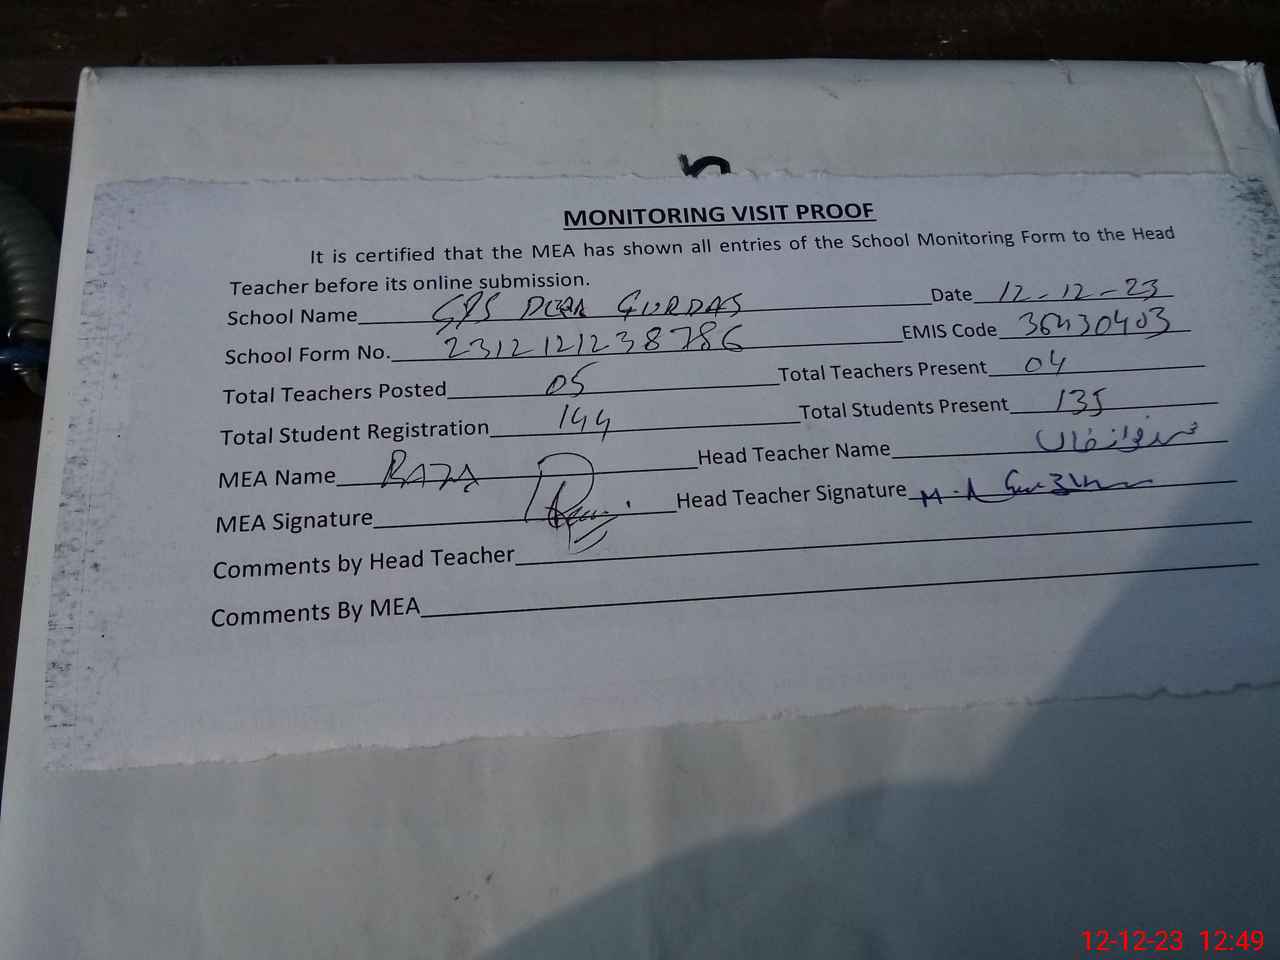 MONITORING VISIT PROOF
It is certified that the MEA has shown all entries of the School Monitoring Form to the Head
Teacher before its online submission.
School Name GPS GURDAS Date 12-12-23
School Form No. 2312121238786 EMIS Code 36430403
Total Teachers Posted 05 Total Teachers Present 04
Total Student Registration 144 Total Students Present 135
MEA Name RAZA Head Teacher Name
MEA Signature Head Teacher Signature
Comments by Head Teacher
Comments By MEA
12-12-23 12:49